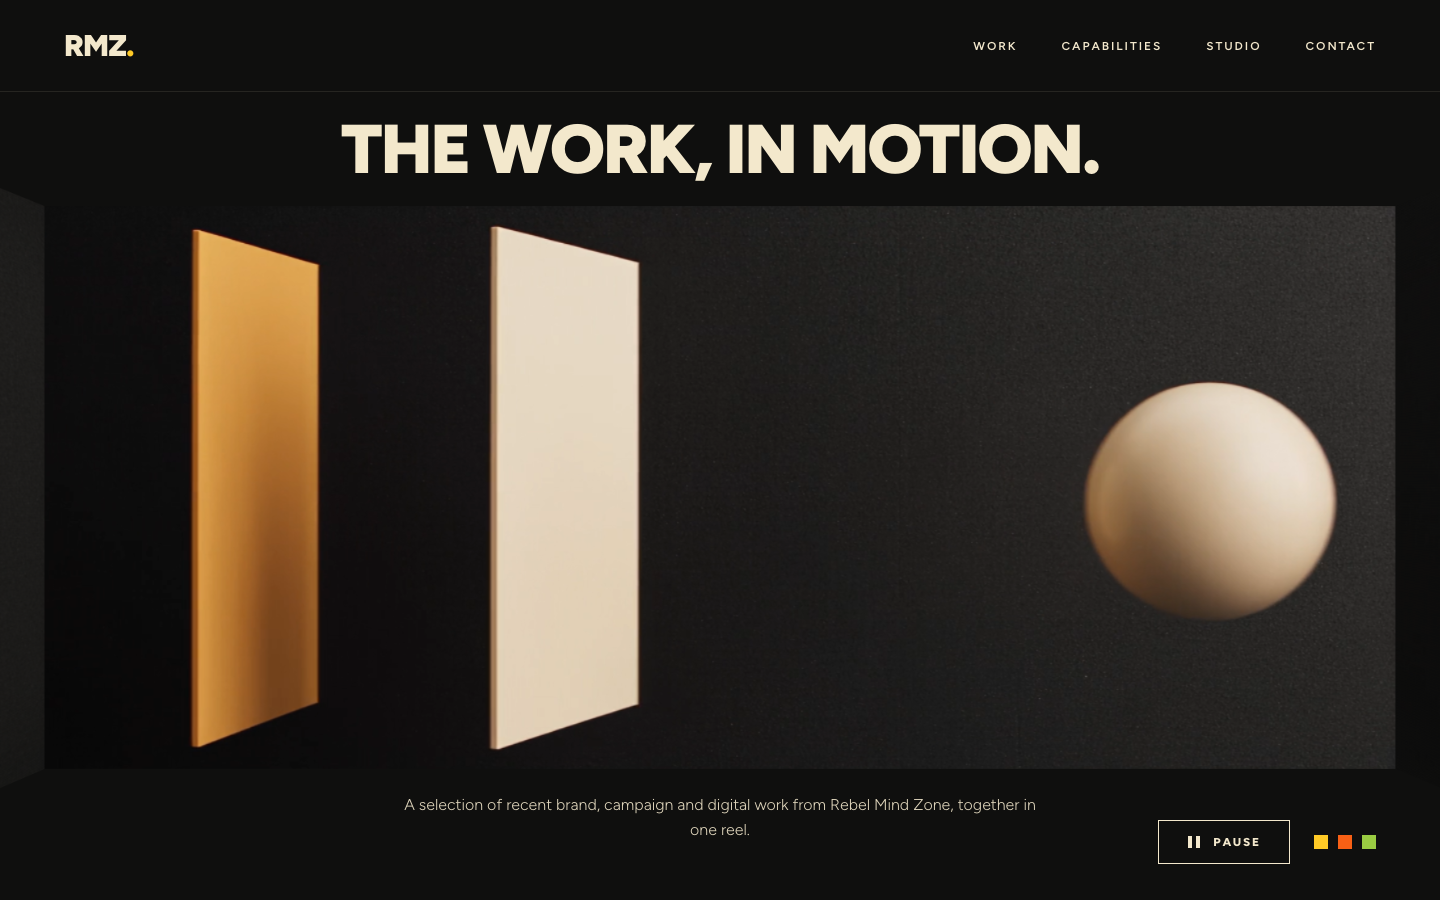 RMZ.
WORK
CAPABILITIES
STUDIO
CONTACT
THE WORK, IN MOTION.
A selection of recent brand, campaign and digital work from Rebel Mind Zone, together in
one reel.
PAUSE